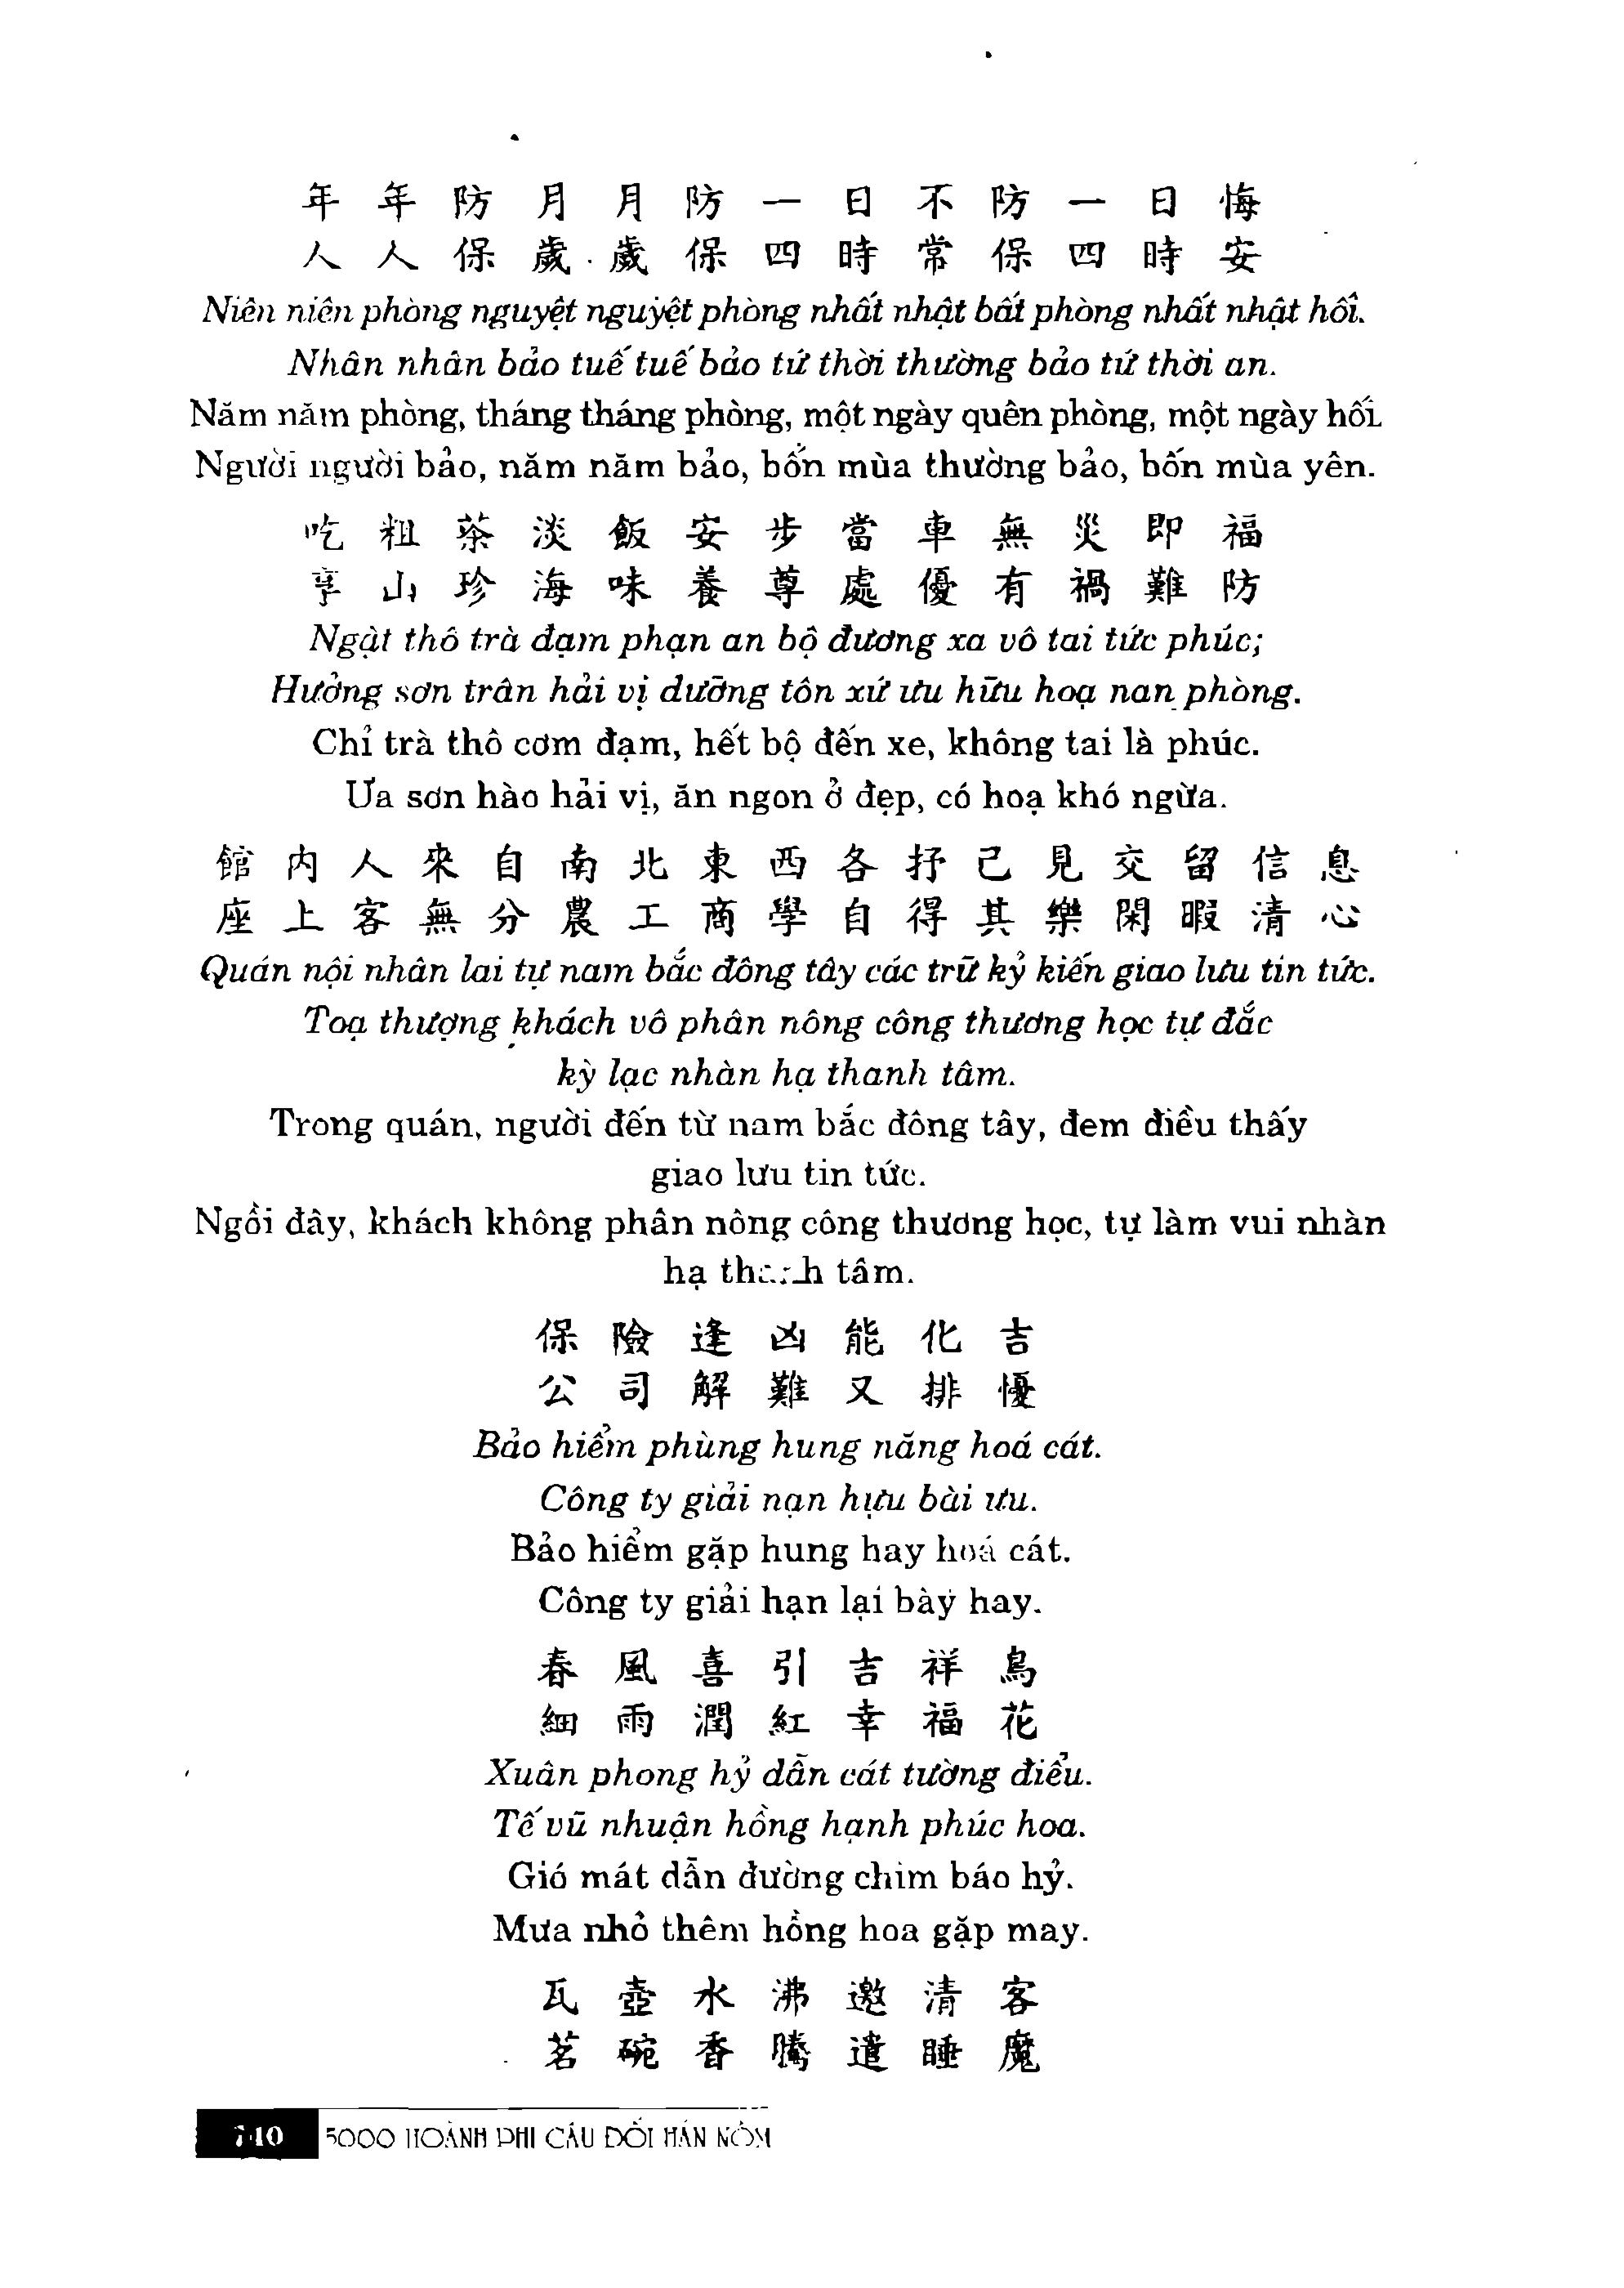 年年防月月防一日不防一日悔
人人保歲歲保四時常保四時安
Niên niên phòng nguyệt nguyệt phòng nhất nhật bất phòng nhất nhật hối.
Nhân nhân bảo tuế tuế bảo tứ thời thường bảo tứ thời an.
Năm năm phòng, tháng tháng phòng, một ngày quên phòng, một ngày hối.
Người người bảo, năm năm bảo, bốn mùa thường bảo, bốn mùa yên.
吃粗茶淡飯安步當車無災即福
享山珍海味養尊處優有禍難防
Ngật thô trà đạm phạn an bộ đương xa vô tai tức phúc;
Hưởng sơn trân hải vị dưỡng tôn xứ ưu hữu hoạ nan phòng.
Chỉ trà thô cơm đạm, hết bộ đến xe, không tai là phúc.
Ưa sơn hào hải vị, ăn ngon ở đẹp, có hoạ khó ngừa.
館內人來自南北東西各抒己見交留信息
座上客無分農工商學自得其樂閑暇清心
Quán nội nhân lai tự nam bắc đông tây các trữ kỷ kiến giao lưu tin tức.
Toạ thượng khách vô phân nông công thương học tự đắc
kỳ lạc nhàn hạ thanh tâm.
Trong quán, người đến từ nam bắc đông tây, đem điều thấy
giao lưu tin tức.
Ngồi đây, khách không phân nông công thương học, tự làm vui nhàn
hạ thanh tâm.
保險逢凶能化吉
公司解難又排憂
Bảo hiểm phùng hung năng hoá cát.
Công ty giải nạn hựu bài ưu.
Bảo hiểm gặp hung hay hoá cát.
Công ty giải hạn lại bày hay.
春風喜引吉祥鳥
細雨潤紅幸福花
Xuân phong hỷ dẫn cát tường điểu.
Tế vũ nhuận hồng hạnh phúc hoa.
Gió mát dẫn đường chim báo hỷ.
Mưa nhỏ thêm hồng hoa gặp may.
瓦壺水沸邀清客
茗碗香騰遣睡魔
740 5000 HOÀNH PHI CÂU ĐỐI HÁN NÔM